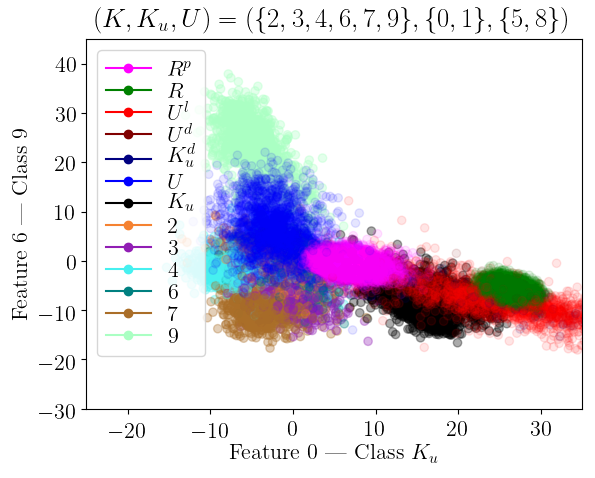 (K, K_u, U) = ({2, 3, 4, 6, 7, 9}, {0, 1}, {5, 8})
40
30
20
10
0
−10
−20
−30
Feature 6 — Class 9
R^p
R
U^l
U^d
K_u^d
U
K_u
2
3
4
6
7
9
−20
−10
0
10
20
30
Feature 0 — Class K_u